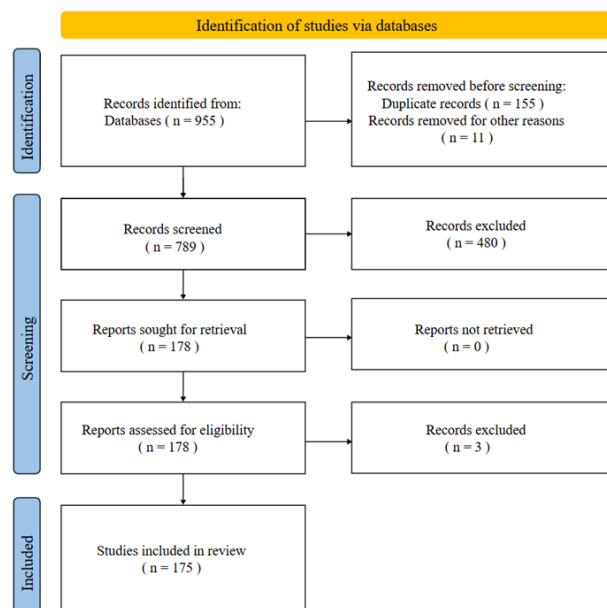 Identification of studies via databases
Identification
Records identified from:
Databases ( n = 955 )
Records removed before screening:
Duplicate records ( n = 155 )
Records removed for other reasons
( n = 11 )
Screening
Records screened
( n = 789 )
Records excluded
( n = 480 )
Reports sought for retrieval
( n = 178 )
Reports not retrieved
( n = 0 )
Reports assessed for eligibility
( n = 178 )
Records excluded
( n = 3 )
Included
Studies included in review
( n = 175 )